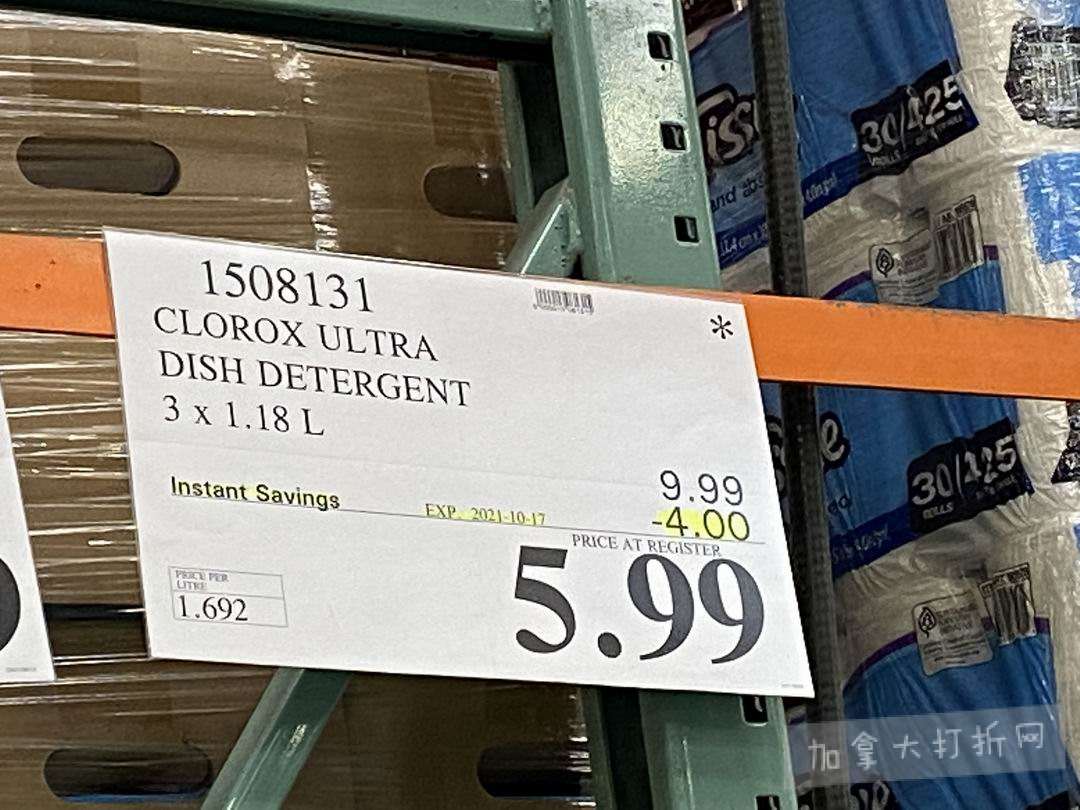 1508131
*
CLOROX ULTRA
DISH DETERGENT
3 x 1.18 L
9.99
Instant Savings
EXP. 2021-10-17
-4.00
PRICE AT REGISTER
5.99
PRICE PER
LITRE
1.692
30/425
30/425
ROLLS
加拿大打折网